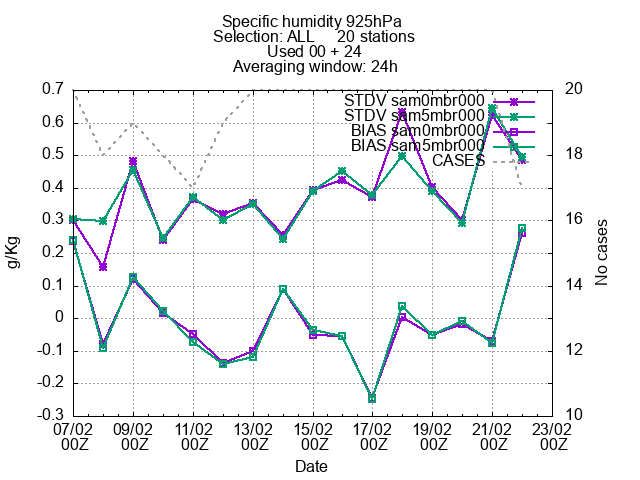 Specific humidity 925hPa
Selection: ALL 20 stations
Used 00 + 24
Averaging window: 24h
0.7
0.6
0.5
0.4
0.3
0.2
0.1
0
-0.1
-0.2
-0.3
g/Kg
STDV sam0mbr000
STDV sam5mbr000
BIAS sam0mbr000
BIAS sam5mbr000
CASES
20
18
16
14
12
10
No cases
07/02 09/02 11/02 13/02 15/02 17/02 19/02 21/02 23/02
00Z 00Z 00Z 00Z 00Z 00Z 00Z 00Z 00Z
Date